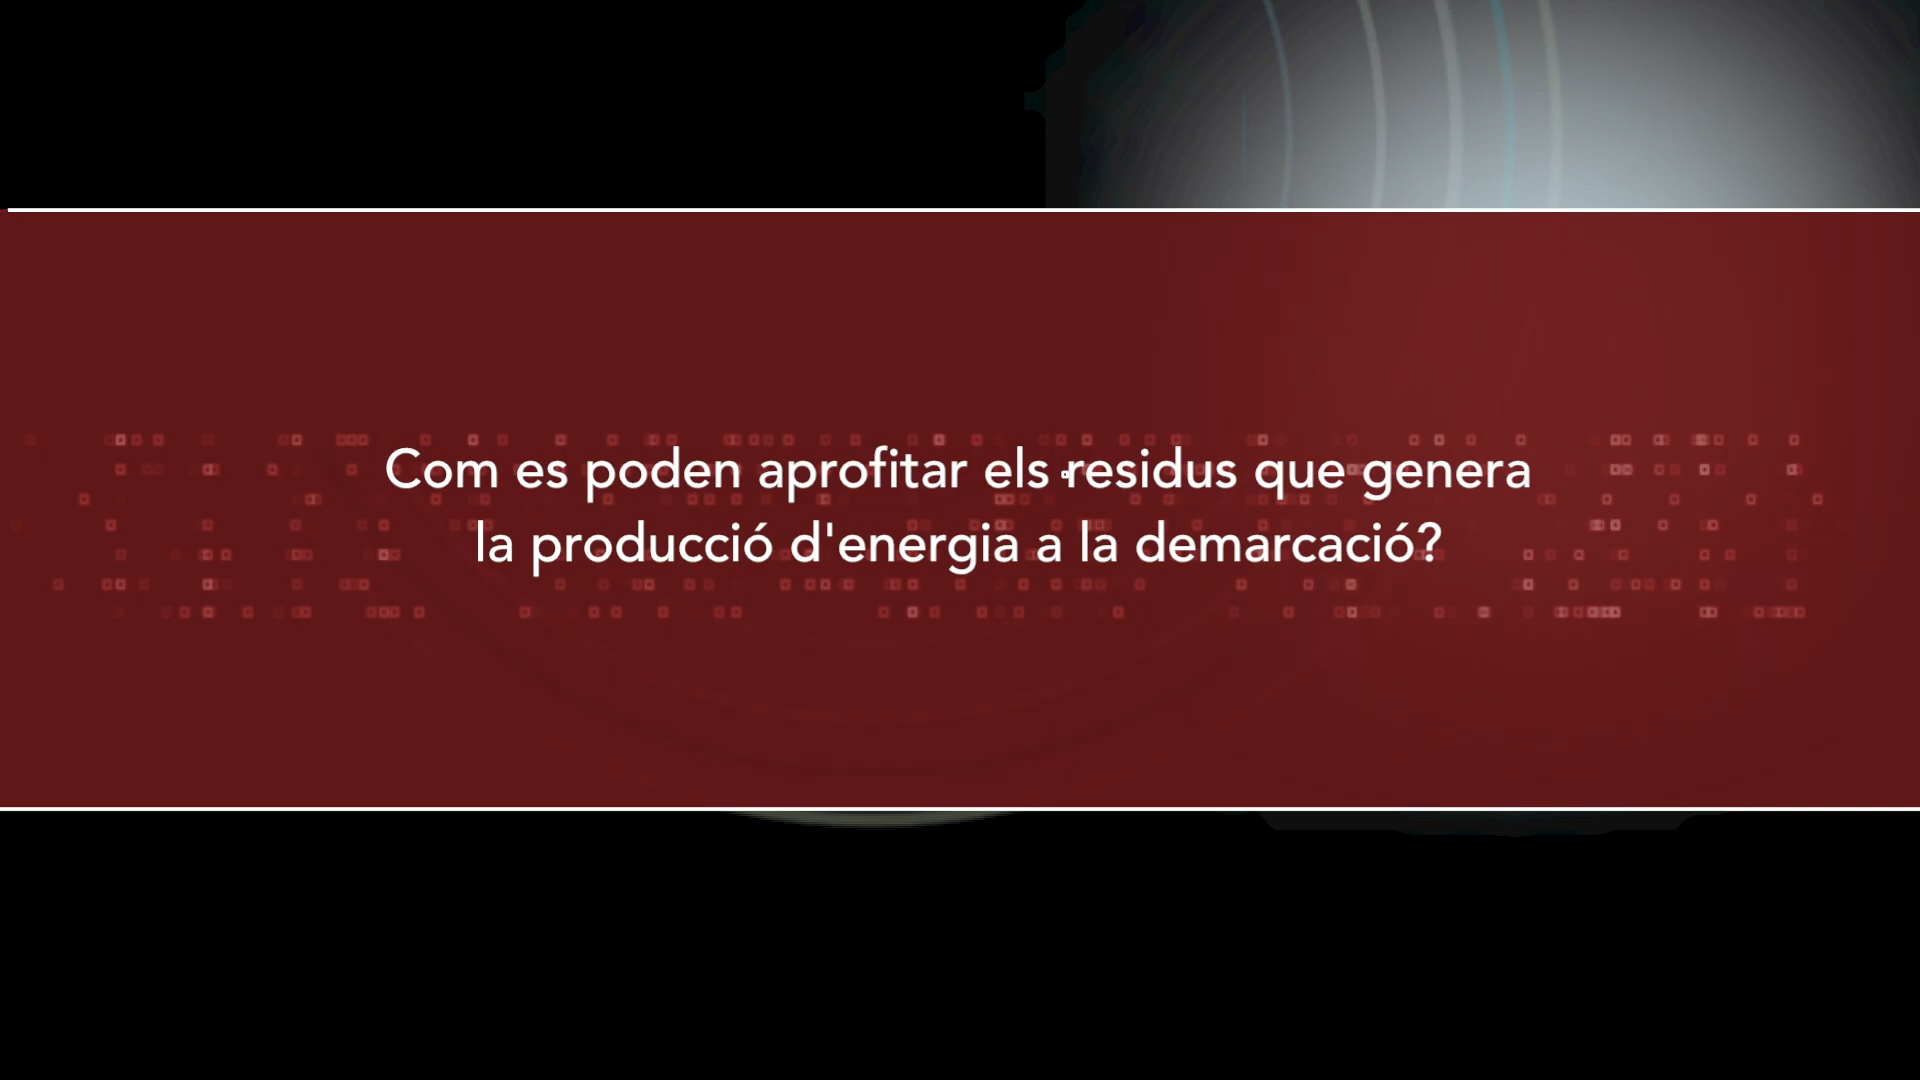 Com es poden aprofitar els residus que genera
la producció d'energia a la demarcació?